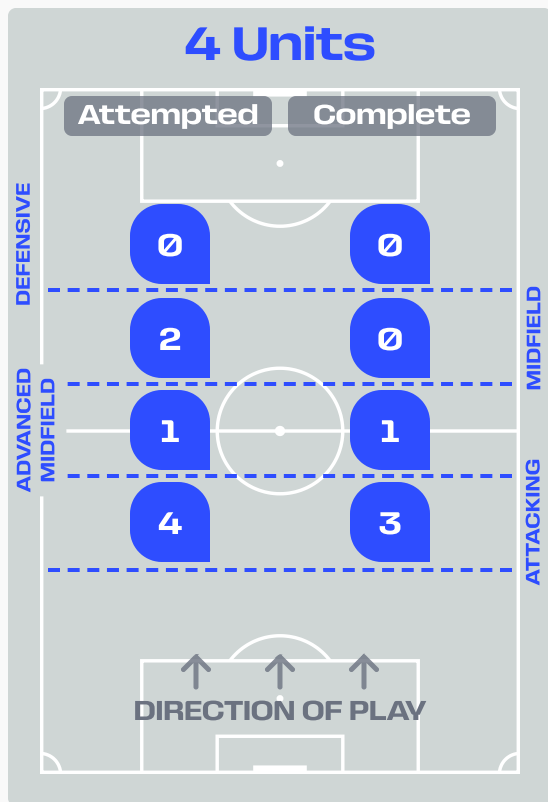 4 Units
Attempted Complete
DEFENSIVE
0 0
MIDFIELD
2 0
ADVANCED
MIDFIELD
1 1
ATTACKING
4 3
DIRECTION OF PLAY